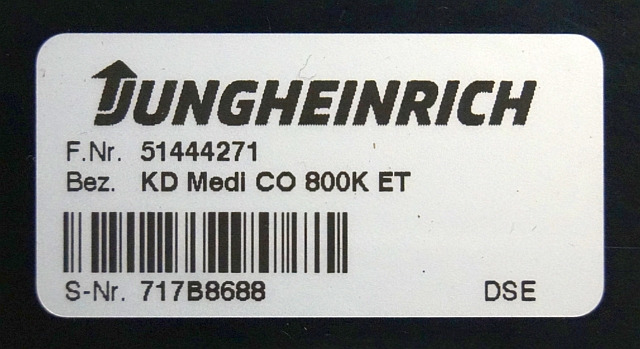 JUNGHEINRICH
F.Nr. 51444271
Bez. KD Medi CO 800K ET
S-Nr. 717B8688 DSE